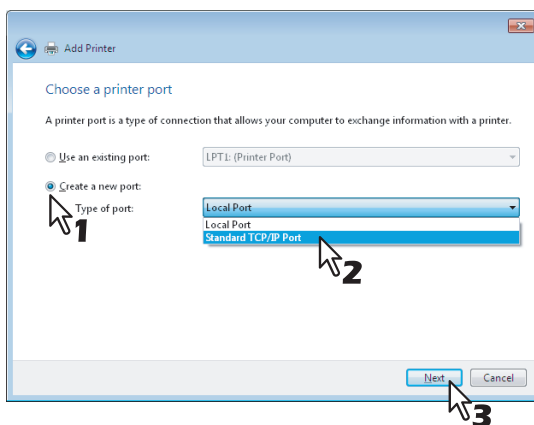 Add Printer
Choose a printer port
A printer port is a type of connection that allows your computer to exchange information with a printer.
Use an existing port: LPT1: (Printer Port)
Create a new port:
1 Type of port: Local Port
Local Port
Standard TCP/IP Port
2
Next Cancel
3